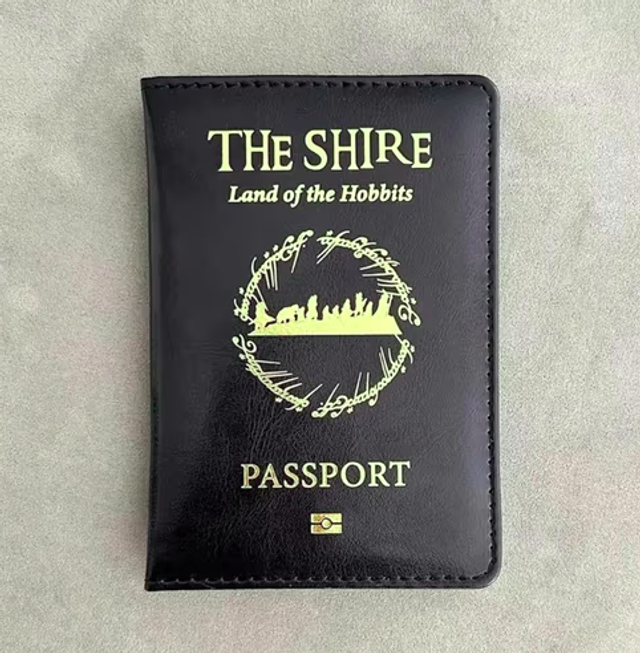 THE SHIRE
Land of the Hobbits
PASSPORT